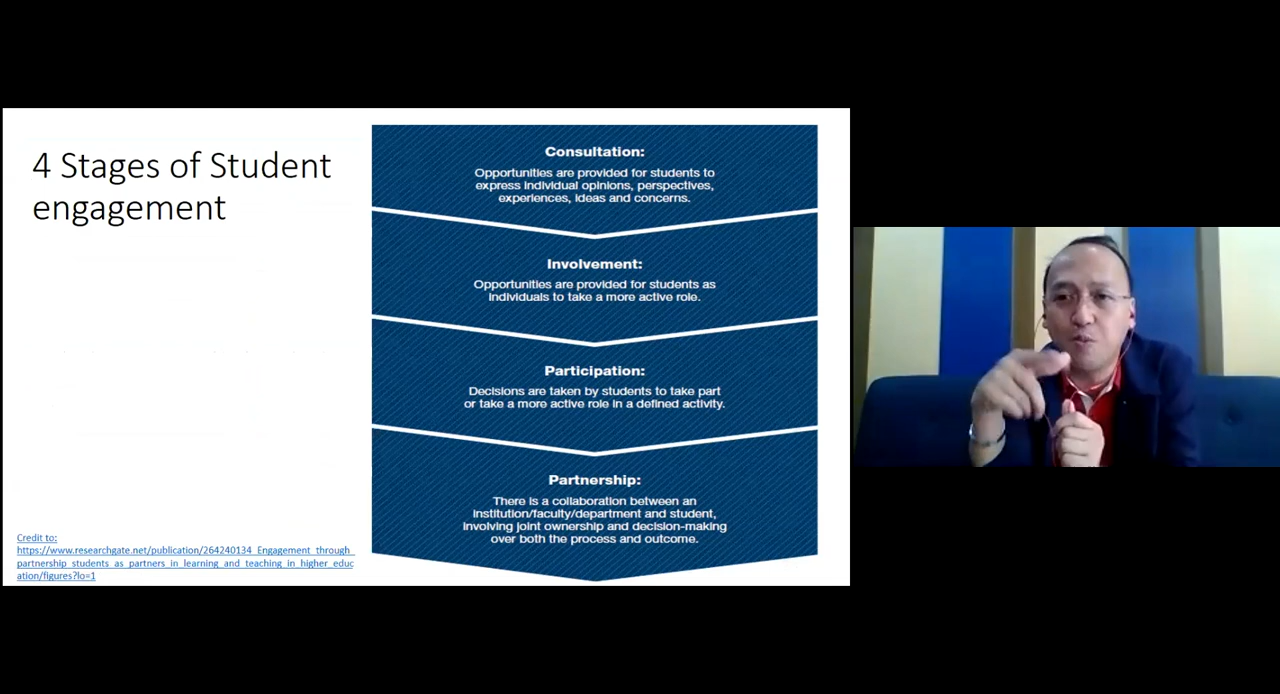 4 Stages of Student
engagement
Consultation:
Opportunities are provided for students to
express individual opinions, perspectives,
experiences, ideas and concerns.
Involvement:
Opportunities are provided for students as
individuals to take a more active role.
Participation:
Decisions are taken by students to take part
or take a more active role in a defined activity.
Partnership:
There is a collaboration between an
institution/faculty/department and student,
involving joint ownership and decision-making
over both the process and outcome.
Credit to:
https://www.researchgate.net/publication/264240134_Engagement_through_
partnership_students_as_partners_in_learning_and_teaching_in_higher_educ
ation/figures?lo=1